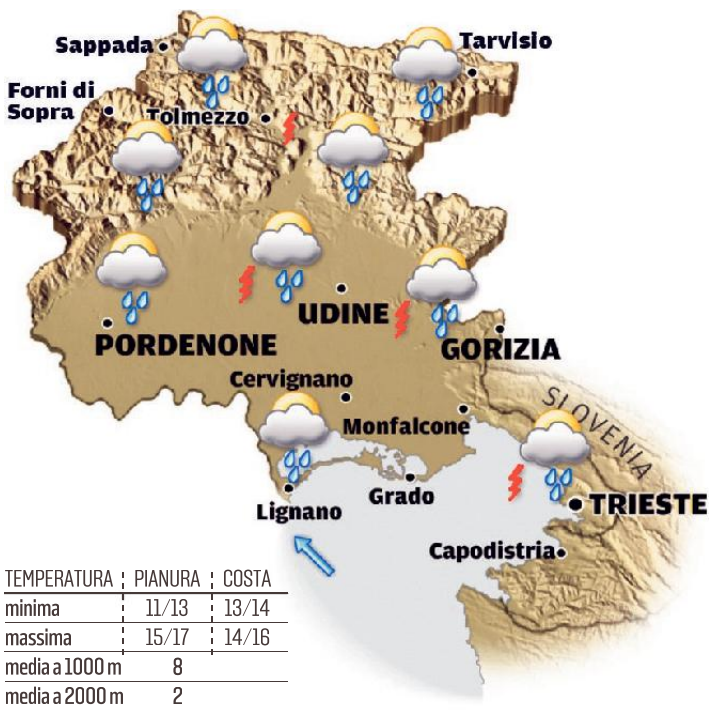 Sappada
Tarvisio
Forni di
Sopra
Tolmezzo
UDINE
PORDENONE
GORIZIA
Cervignano
SLOVENIA
Monfalcone
Grado
TRIESTE
Lignano
Capodistria
TEMPERATURA PIANURA COSTA
minima 11/13 13/14
massima 15/17 14/16
media a 1000 m 8
media a 2000 m 2